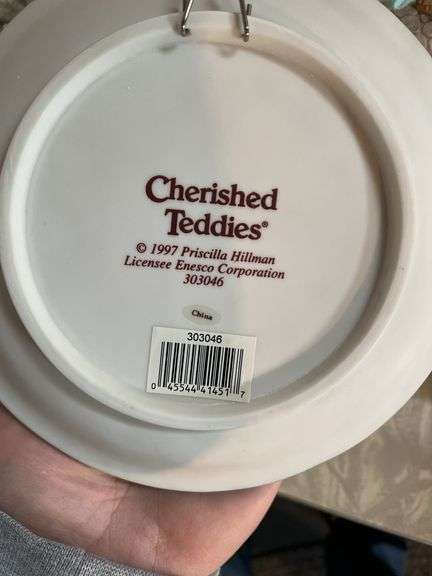 Cherished
Teddies®
© 1997 Priscilla Hillman
Licensee Enesco Corporation
303046
China
303046
0 45544 41451 7